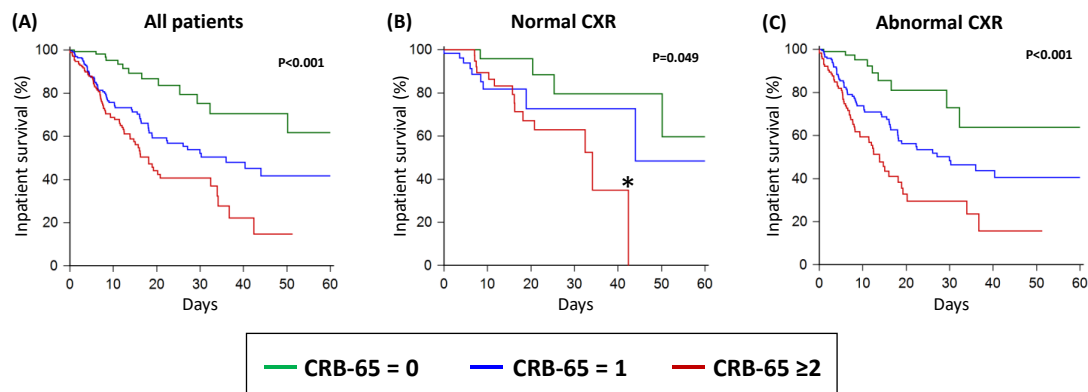 (A) All patients
P<0.001
Inpatient survival (%)
100
80
60
40
20
0
0 10 20 30 40 50 60
Days
(B) Normal CXR
P=0.049
Inpatient survival (%)
100
80
60
40
20
0
*
0 10 20 30 40 50 60
Days
(C) Abnormal CXR
P<0.001
Inpatient survival (%)
100
80
60
40
20
0
0 10 20 30 40 50 60
Days
CRB-65 = 0 CRB-65 = 1 CRB-65 ≥2